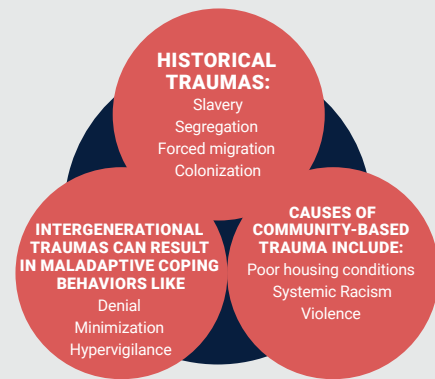 HISTORICAL
TRAUMAS:
Slavery
Segregation
Forced migration
Colonization
INTERGENERATIONAL
TRAUMAS CAN RESULT
IN MALADAPTIVE COPING
BEHAVIORS LIKE
Denial
Minimization
Hypervigilance
CAUSES OF
COMMUNITY-BASED
TRAUMA INCLUDE:
Poor housing conditions
Systemic Racism
Violence